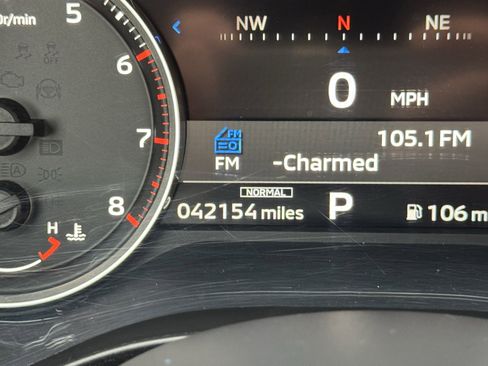 0r/min
5
6
7
8
H
NW N NE
0 MPH
105.1 FM
FM
FM -Charmed
NORMAL
042154 miles P 106 m
OFF
A